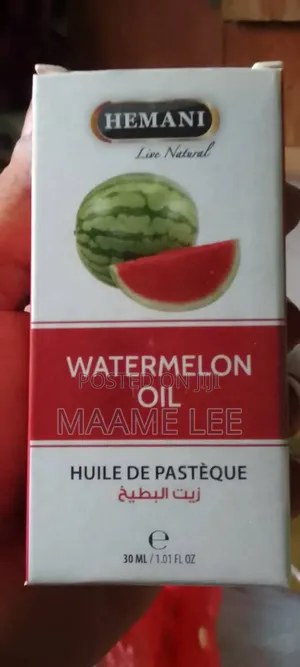 HEMANI
Live Natural
WATERMELON
POSTED ON JIJI
OIL
MAAME LEE
HUILE DE PASTÈQUE
زيت البطيخ
e
30 ML / 1.01 FL OZ